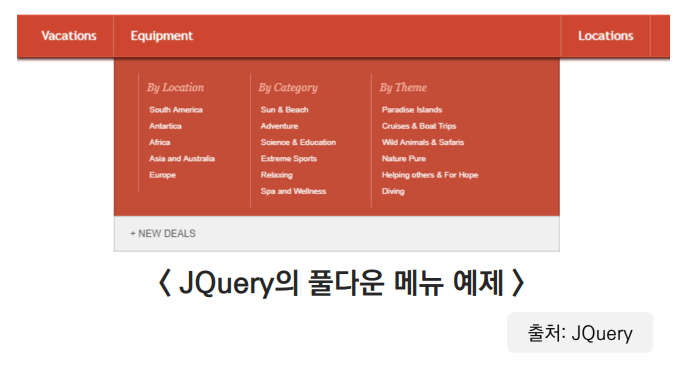 Vacations Equipment Locations
By Location By Category By Theme
South America Sun & Beach Paradise Islands
Antartica Adventure Cruises & Boat Trips
Africa Science & Education Wild Animals & Safaris
Asia and Australia Extreme Sports Nature Pure
Europe Relaxing Helping others & For Hope
Spa and Wellness Diving
+ NEW DEALS
< JQuery의 풀다운 메뉴 예제 >
출처: JQuery